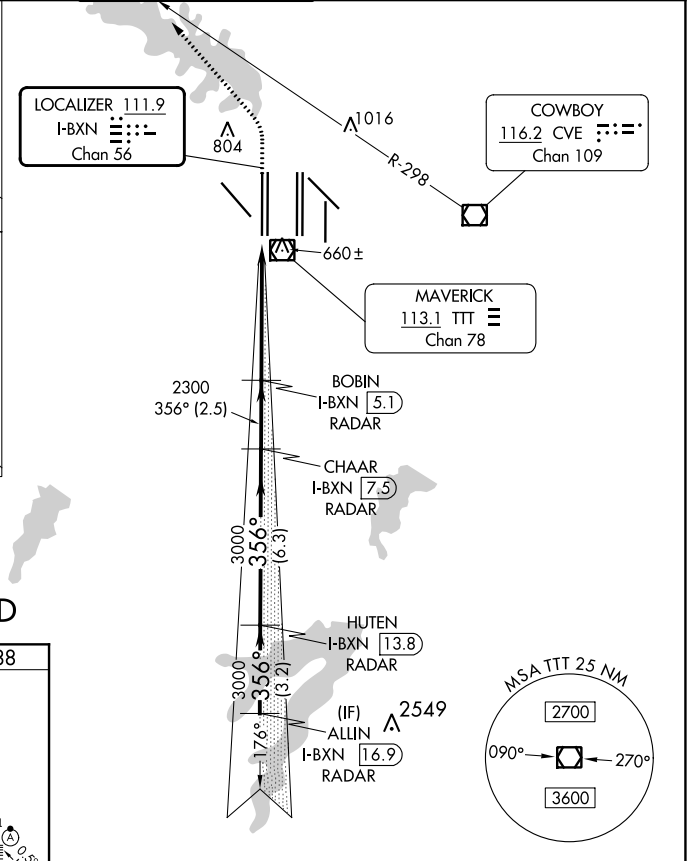 1016
LOCALIZER 111.9
I-BXN
Chan 56
804
R-298
COWBOY
116.2 CVE
Chan 109
660±
MAVERICK
113.1 TTT
Chan 78
2300
356° (2.5)
BOBIN
I-BXN 5.1
RADAR
CHAAR
I-BXN 7.5
RADAR
3000
356°
(6.3)
D
38
HUTEN
I-BXN 13.8
RADAR
3000
356°
(3.2)
176°
(IF)
ALLIN
2549
I-BXN 16.9
RADAR
MSA TTT 25 NM
2700
090°
270°
3600
A